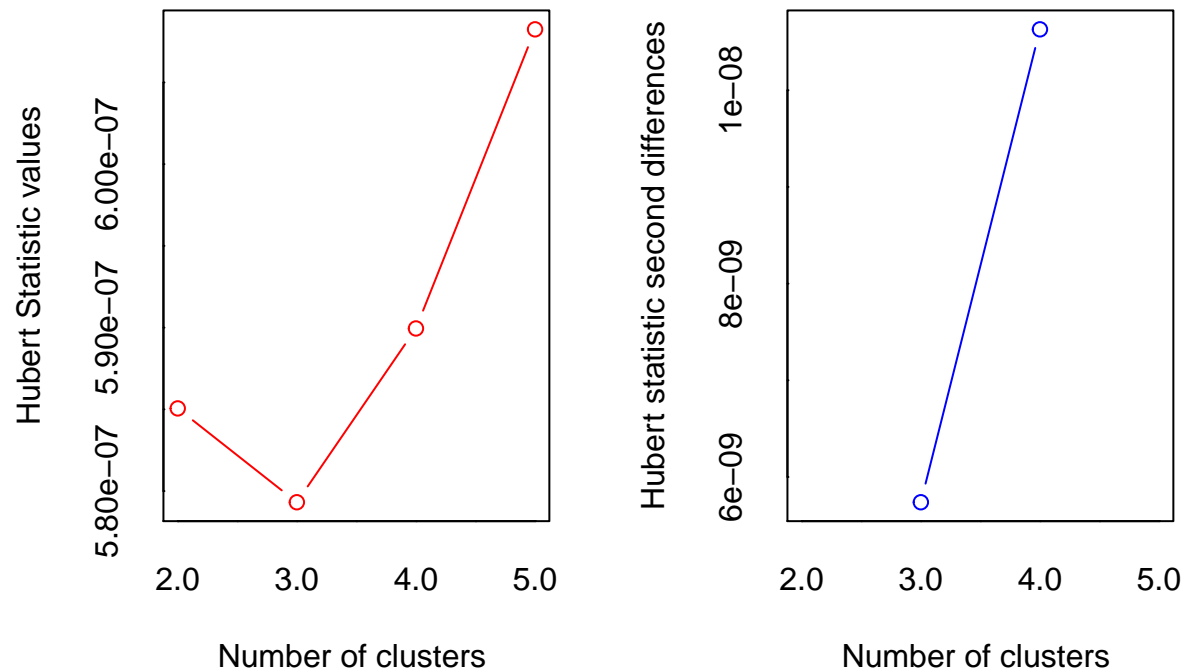 Hubert Statistic values
5.80e−07
5.90e−07
6.00e−07
2.0
3.0
4.0
5.0
Number of clusters
Hubert statistic second differences
6e−09
8e−09
1e−08
2.0
3.0
4.0
5.0
Number of clusters